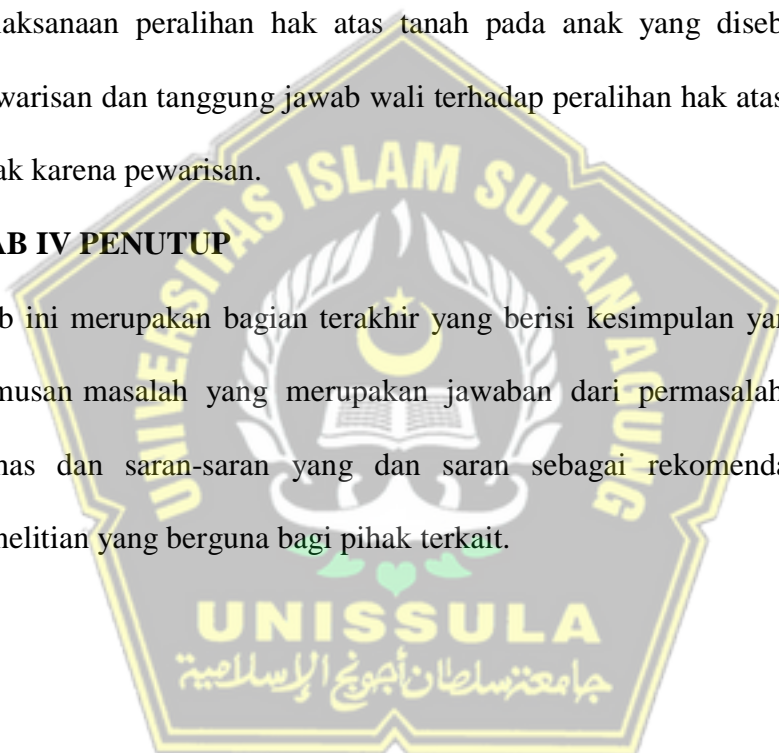 laksanaan peralihan hak atas tanah pada anak yang diseb
warisan dan tanggung jawab wali terhadap peralihan hak atas
ak karena pewarisan.
AB IV PENUTUP
b ini merupakan bagian terakhir yang berisi kesimpulan yan
musan masalah yang merupakan jawaban dari permasalah
has dan saran-saran yang dan saran sebagai rekomenda
nelitian yang berguna bagi pihak terkait.
UNIVERSITAS ISLAM SULTAN AGUNG
UNISSULA
جامعة سلطان أجونج الإسلامية